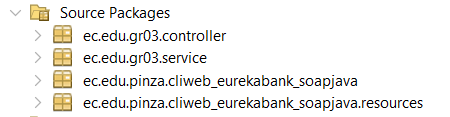 Source Packages
ec.edu.gr03.controller
ec.edu.gr03.service
ec.edu.pinza.cliweb_eurekabank_soapjava
ec.edu.pinza.cliweb_eurekabank_soapjava.resources